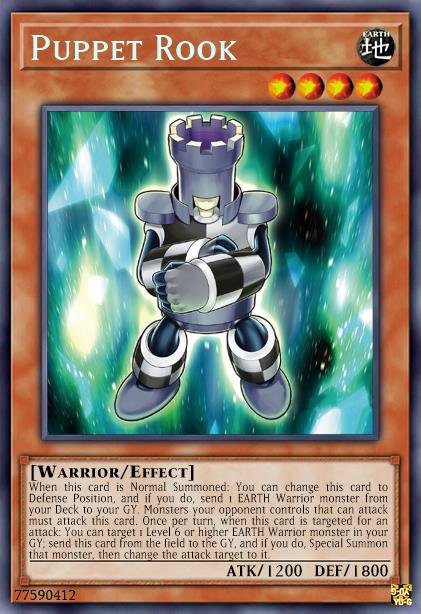 PUPPET ROOK
EARTH
地
[WARRIOR/EFFECT]
When this card is Normal Summoned: You can change this card to
Defense Position, and if you do, send 1 EARTH Warrior monster from
your Deck to your GY. Monsters your opponent controls that can attack
must attack this card. Once per turn, when this card is targeted for an
attack: You can target 1 Level 6 or higher EARTH Warrior monster in your
GY; send this card from the field to the GY, and if you do, Special Summon
that monster, then change the attack target to it.
ATK/1200 DEF/1800
77590412